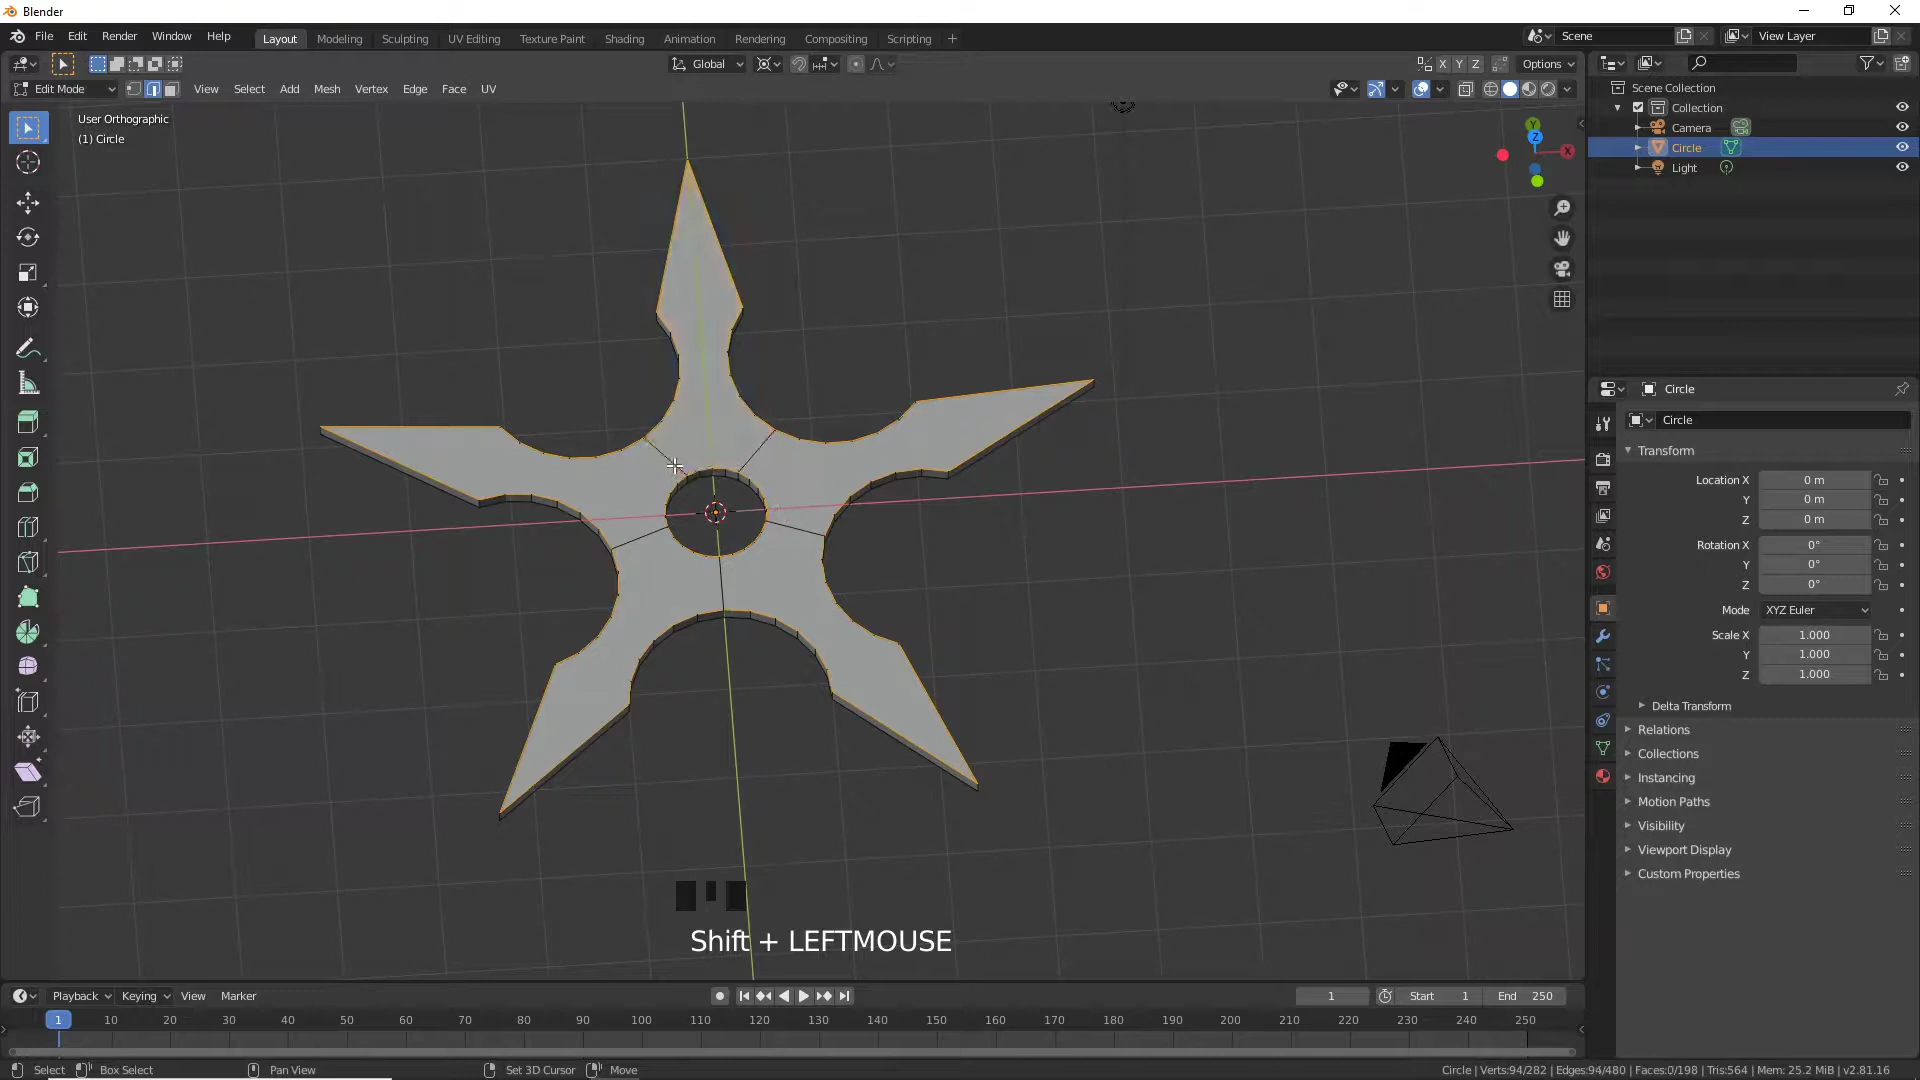 Blender
File Edit Render Window Help Layout Modeling Sculpting UV Editing Texture Paint Shading Animation Rendering Compositing Scripting + Scene View Layer
Global X Y Z Options
Edit Mode View Select Add Mesh Vertex Edge Face UV
User Orthographic
(1) Circle
Y
Z
X
Scene Collection
Collection
Camera
Circle
Light
Circle
Circle
Transform
Location X 0 m
Y 0 m
Z 0 m
Rotation X 0°
Y 0°
Z 0°
Mode XYZ Euler
Scale X 1.000
Y 1.000
Z 1.000
Delta Transform
Relations
Collections
Instancing
Motion Paths
Visibility
Viewport Display
Custom Properties
Shift + LEFTMOUSE
Playback Keying View Marker 1 Start 1 End 250
1 10 20 30 40 50 60 70 80 90 100 110 120 130 140 150 160 170 180 190 200 210 220 230 240 250
Select Box Select Pan View Set 3D Cursor Move Circle | Verts:94/282 | Edges:94/480 | Faces:0/198 | Tris:564 | Mem: 25.2 MiB | v2.81.16